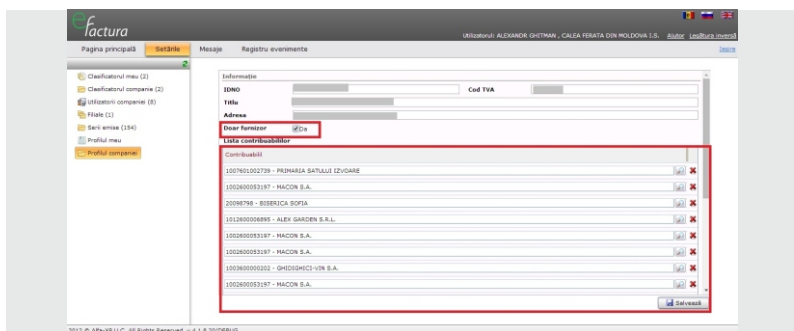 efactura
Utilizatorul: ALEXANDR GHITMAN , CALEA FERATA DIN MOLDOVA I.S. Ajutor Legătura inversă
Pagina principală Setările Mesaje Registru evenimente Ieșire
Clasificatorul meu (2)
Clasificatorul companie (2)
Utilizatorii companiei (8)
Filiale (1)
Serii emise (154)
Profilul meu
Profilul companiei
Informație
IDNO Cod TVA
Titlu
Adresa
Doar furnizor Da
Lista contribuabililor
Contribuabili
1007601002739 - PRIMARIA SATULUI IZVOARE
1002600053197 - MACON S.A.
20098798 - BISERICA SOFIA
1012600006895 - ALEX GARDEN S.R.L.
1002600053197 - MACON S.A.
1002600053197 - MACON S.A.
1003600000202 - GHIDIGHICI-VIN S.A.
1002600053197 - MACON S.A.
Salvează
2012 © Alfa-XP LLC. All Rights Reserved.